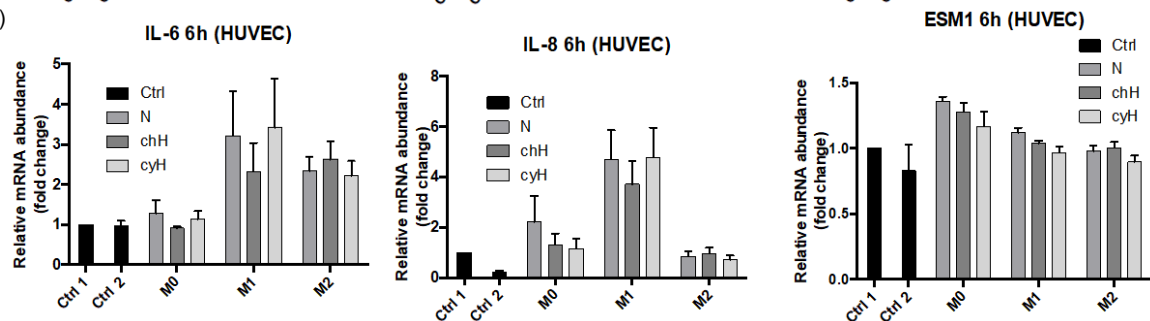 )
IL-6 6h (HUVEC)
Relative mRNA abundance
(fold change)
5
4
3
2
1
0
Ctrl
N
chH
cyH
Ctrl 1
Ctrl 2
M0
M1
M2
IL-8 6h (HUVEC)
Relative mRNA abundance
(fold change)
8
6
4
2
0
Ctrl
N
chH
cyH
Ctrl 1
Ctrl 2
M0
M1
M2
ESM1 6h (HUVEC)
Relative mRNA abundance
(fold change)
1.5
1.0
0.5
0.0
Ctrl
N
chH
cyH
Ctrl 1
Ctrl 2
M0
M1
M2